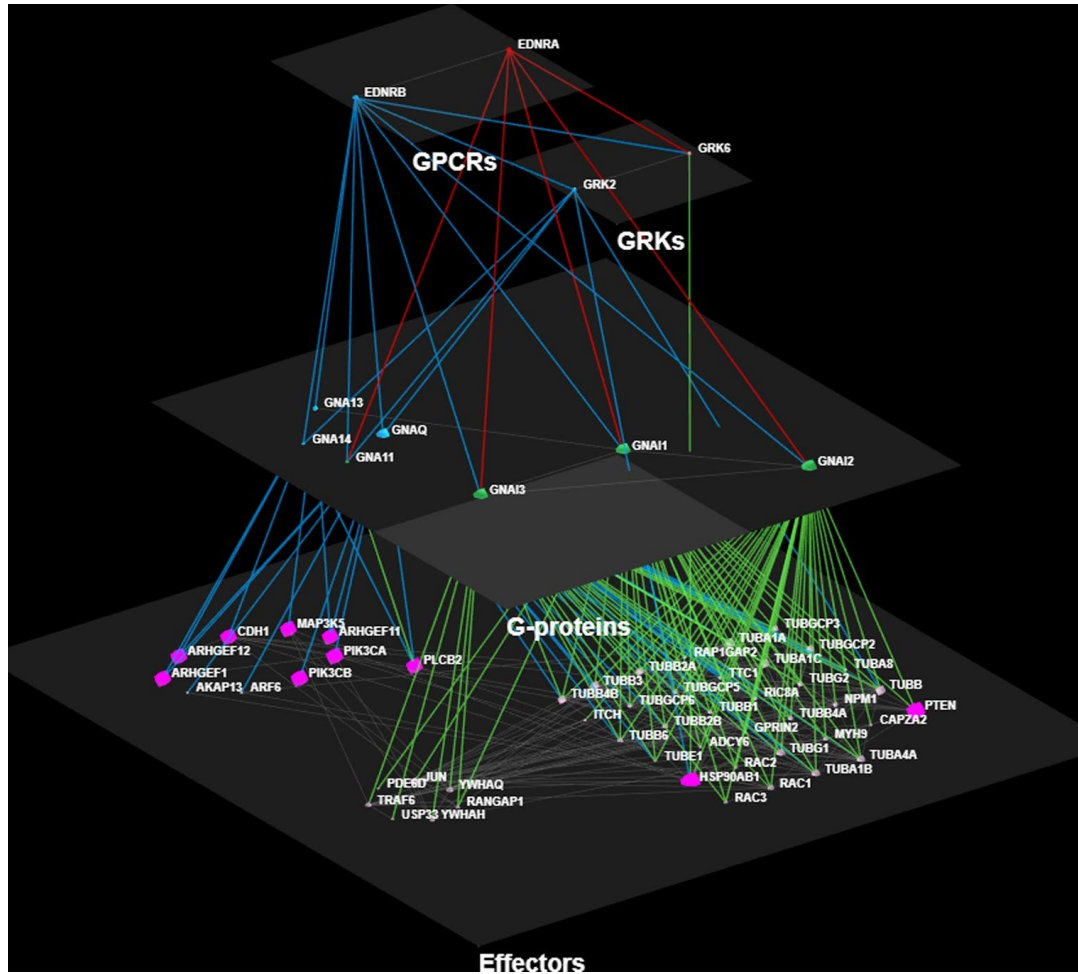 EDNRA
EDNRB
GRK6
GPCRs
GRK2
GRKs
GNA13
GNAQ
GNA14
GNA11
GNAI1
GNAI2
GNAI3
G-proteins
TUBGCP3
CDH1
MAP3K5
ARHGEF11
TUBA1A
TUBGCP2
ARHGEF12
PIK3CA
RAP1GAP2
TUBA1C
PLCB2
TUBB2A
TTC1
TUBA8
ARHGEF1
PIK3CB
TUBB3
TUBG2
TUBB
AKAP13
ARF6
TUBB4B
TUBGCP5
RIC8A
NPM1
PTEN
TUBGCP6
ITCH
TUBB1
TUBB4A
CAPZA2
TUBB2B
GPRIN2
TUBB6
MYH9
ADCY6
TUBG1
TUBE1
TUBA4A
RAC2
JUN
PDE6D
YWHAQ
HSP90AB1
RAC1
TUBA1B
TRAF6
RANGAP1
RAC3
USP33
YWHAH
Effectors